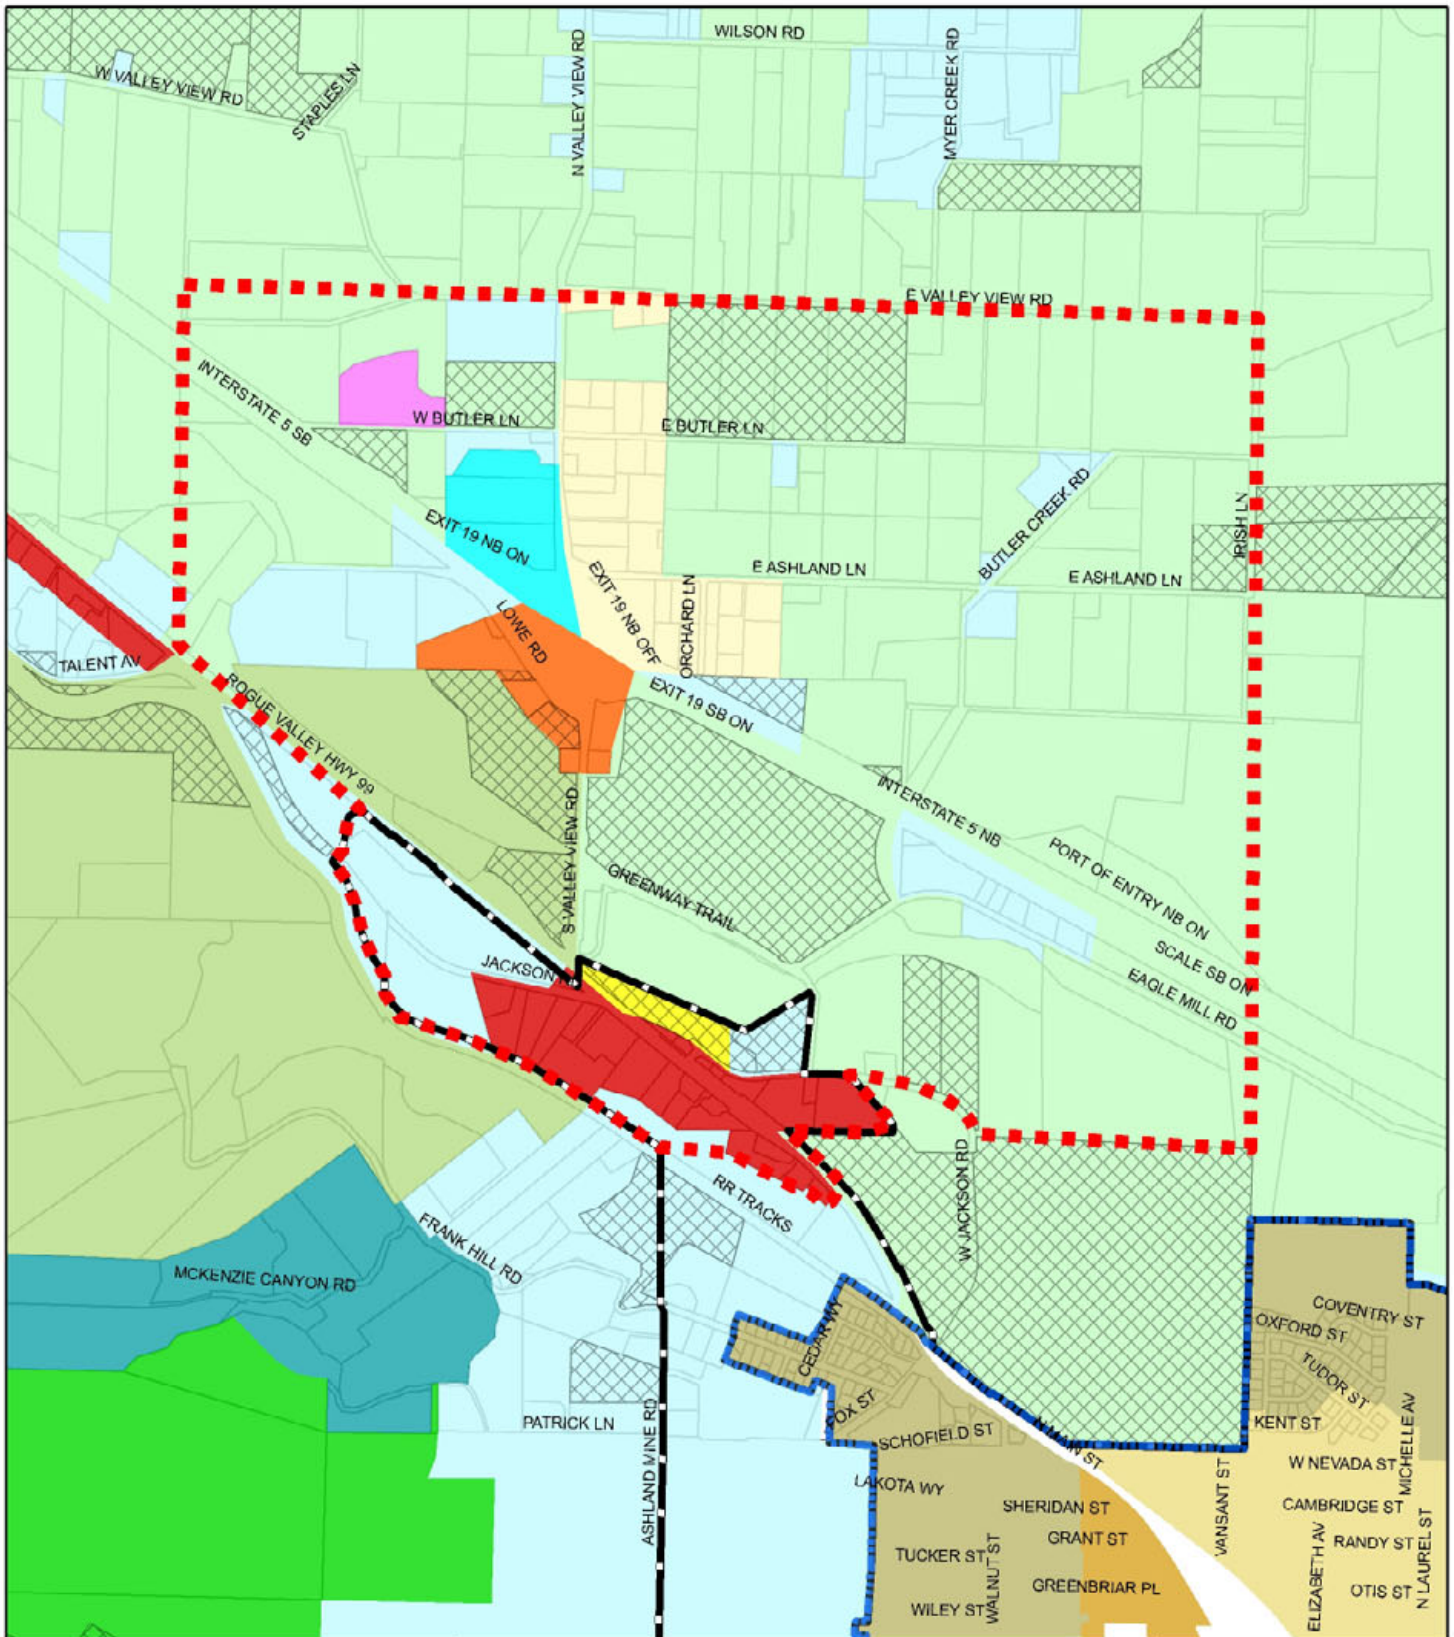 WILSON RD
N VALLEY VIEW RD
MYER CREEK RD
W VALLEY VIEW RD
STAPLES LN
E VALLEY VIEW RD
INTERSTATE 5 SB
W BUTLER LN
E BUTLER LN
BUTLER CREEK RD
IRISH LN
EXIT 19 NB ON
E ASHLAND LN
E ASHLAND LN
EXIT 19 NB OFF
LOWE RD
ORCHARD LN
TALENT AV
EXIT 19 SB ON
ROGUE VALLEY HWY 99
INTERSTATE 5 NB
S VALLEY VIEW RD
PORT OF ENTRY NB ON
GREENWAY TRAIL
SCALE SB ON
JACKSON
EAGLE MILL RD
W JACKSON RD
RR TRACKS
FRANK HILL RD
MCKENZIE CANYON RD
COVENTRY ST
OXFORD ST
CEDAR WY
TUDOR ST
FOX ST
PATRICK LN
KENT ST
SCHOFIELD ST
N MAIN ST
MICHELLE AV
W NEVADA ST
ASHLAND MINE RD
LAKOTA WY
VANSANT ST
SHERIDAN ST
CAMBRIDGE ST
GRANT ST
RANDY ST
N LAUREL ST
TUCKER ST
WALNUT ST
ELIZABETH AV
GREENBRIAR PL
OTIS ST
WILEY ST